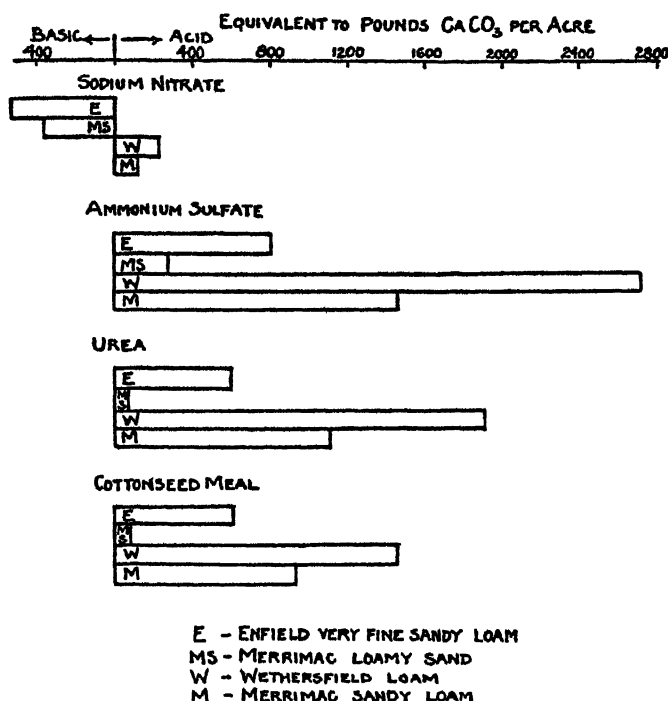 EQUIVALENT TO POUNDS CaCO₃ PER ACRE
BASIC ← → ACID
400 0 400 800 1200 1600 2000 2400 2800
SODIUM NITRATE
E
MS
W
M
AMMONIUM SULFATE
E
MS
W
M
UREA
E
MS
W
M
COTTONSEED MEAL
E
MS
W
M
E - ENFIELD VERY FINE SANDY LOAM
MS - MERRIMAC LOAMY SAND
W - WETHERSFIELD LOAM
M - MERRIMAC SANDY LOAM